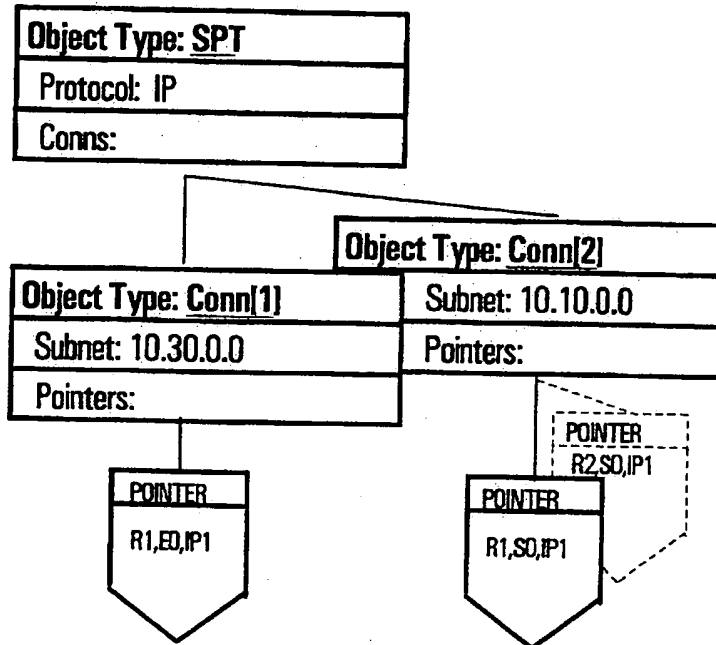 Object Type: SPT
Protocol: IP
Conns:
Object Type: Conn[2]
Subnet: 10.10.0.0
Pointers:
Object Type: Conn[1]
Subnet: 10.30.0.0
Pointers:
POINTER
R2,S0,IP1
POINTER
R1,E0,IP1
POINTER
R1,S0,IP1